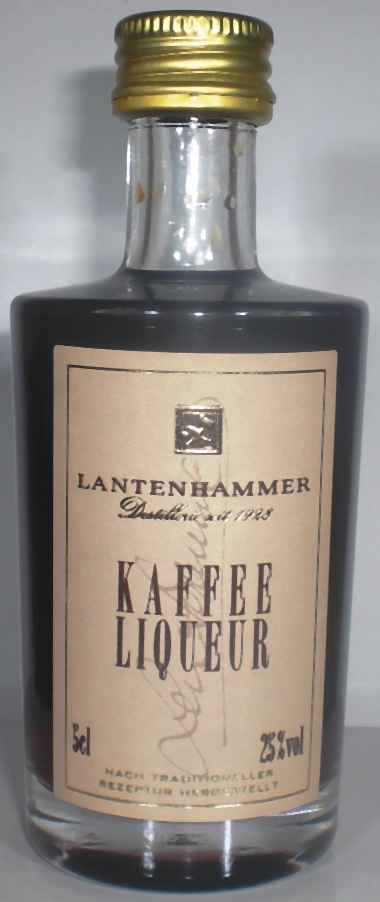 LANTENHAMMER
Destillerie seit 1928
KAFFEE
LIQUEUR
5cl 25%vol
NACH TRADITIONELLER
REZEPTUR HERGESTELLT